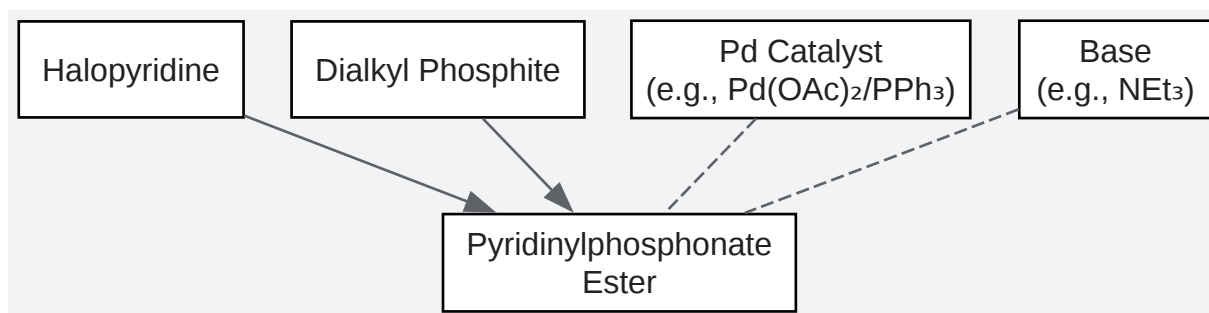 Halopyridine
Dialkyl Phosphite
Pd Catalyst
(e.g., Pd(OAc)₂/PPh₃)
Base
(e.g., NEt₃)
Pyridinylphosphonate
Ester